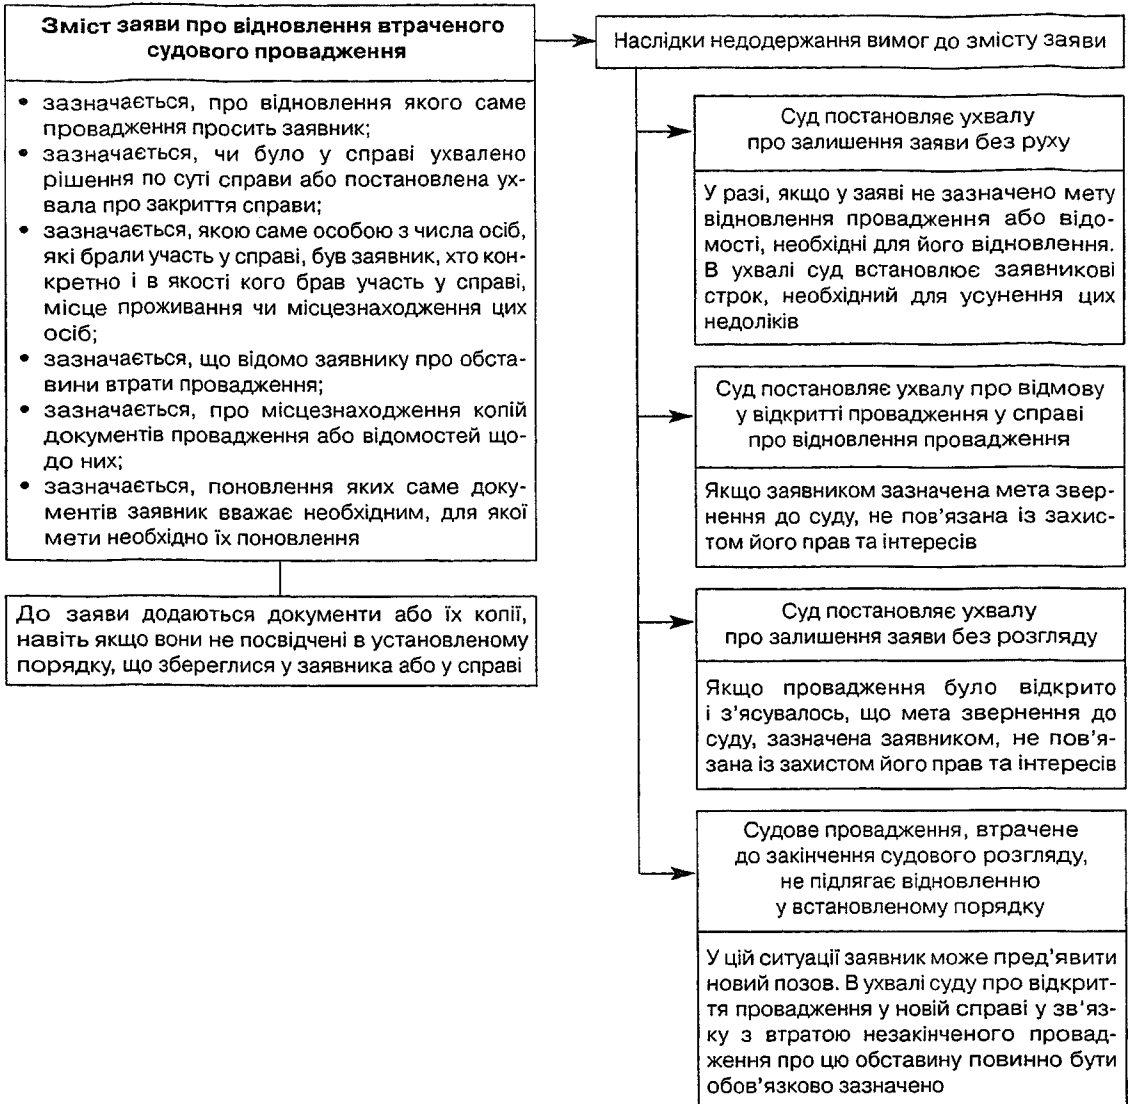 Зміст заяви про відновлення втраченого
судового провадження
• зазначається, про відновлення якого саме
провадження просить заявник;
• зазначається, чи було у справі ухвалено
рішення по суті справи або постановлена ух-
вала про закриття справи;
• зазначається, якою саме особою з числа осіб,
які брали участь у справі, був заявник, хто кон-
кретно і в якості кого брав участь у справі,
місце проживання чи місцезнаходження цих
осіб;
• зазначається, що відомо заявнику про обста-
вини втрати провадження;
• зазначається, про місцезнаходження копій
документів провадження або відомостей що-
до них;
• зазначається, поновлення яких саме доку-
ментів заявник вважає необхідним, для якої
мети необхідно їх поновлення
До заяви додаються документи або їх копії,
навіть якщо вони не посвідчені в установленому
порядку, що збереглися у заявника або у справі
Наслідки недодержання вимог до змісту заяви
Суд постановляє ухвалу
про залишення заяви без руху
У разі, якщо у заяві не зазначено мету
відновлення провадження або відо-
мості, необхідні для його відновлення.
В ухвалі суд встановлює заявникові
строк, необхідний для усунення цих
недоліків
Суд постановляє ухвалу про відмову
у відкритті провадження у справі
про відновлення провадження
Якщо заявником зазначена мета звер-
нення до суду, не пов’язана із захис-
том його прав та інтересів
Суд постановляє ухвалу
про залишення заяви без розгляду
Якщо провадження було відкрито
і з’ясувалось, що мета звернення до
суду, зазначена заявником, не пов’я-
зана із захистом його прав та інтересів
Судове провадження, втрачене
до закінчення судового розгляду,
не підлягає відновленню
у встановленому порядку
У цій ситуації заявник може пред’явити
новий позов. В ухвалі суду про відкрит-
тя провадження у новій справі у зв’яз-
ку з втратою незакінченого провад-
ження про цю обставину повинно бути
обов’язково зазначено